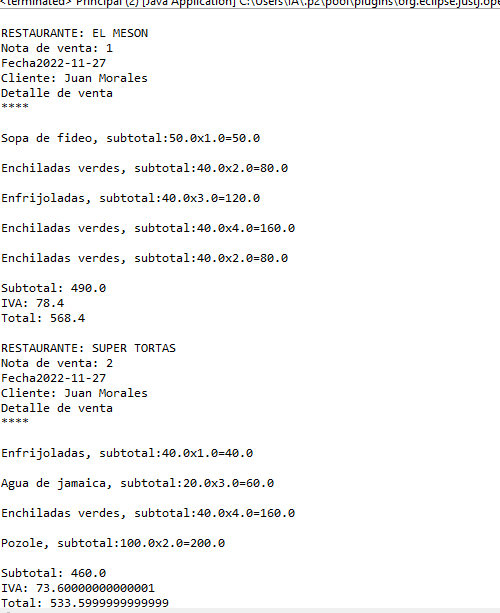 <terminated> Principal (2) [Java Application] C:\Users\IA\.p2\pool\plugins\org.eclipse.justj.ope
RESTAURANTE: EL MESON
Nota de venta: 1
Fecha2022-11-27
Cliente: Juan Morales
Detalle de venta
****
Sopa de fideo, subtotal:50.0x1.0=50.0
Enchiladas verdes, subtotal:40.0x2.0=80.0
Enfrijoladas, subtotal:40.0x3.0=120.0
Enchiladas verdes, subtotal:40.0x4.0=160.0
Enchiladas verdes, subtotal:40.0x2.0=80.0
Subtotal: 490.0
IVA: 78.4
Total: 568.4
RESTAURANTE: SUPER TORTAS
Nota de venta: 2
Fecha2022-11-27
Cliente: Juan Morales
Detalle de venta
****
Enfrijoladas, subtotal:40.0x1.0=40.0
Agua de jamaica, subtotal:20.0x3.0=60.0
Enchiladas verdes, subtotal:40.0x4.0=160.0
Pozole, subtotal:100.0x2.0=200.0
Subtotal: 460.0
IVA: 73.60000000000001
Total: 533.5999999999999